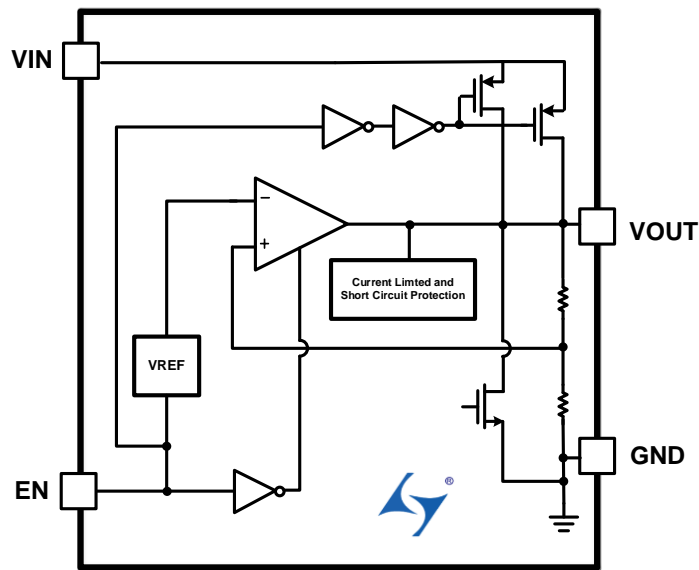 VIN
−
+
VOUT
Current Limted and
Short Circuit Protection
VREF
GND
EN
®